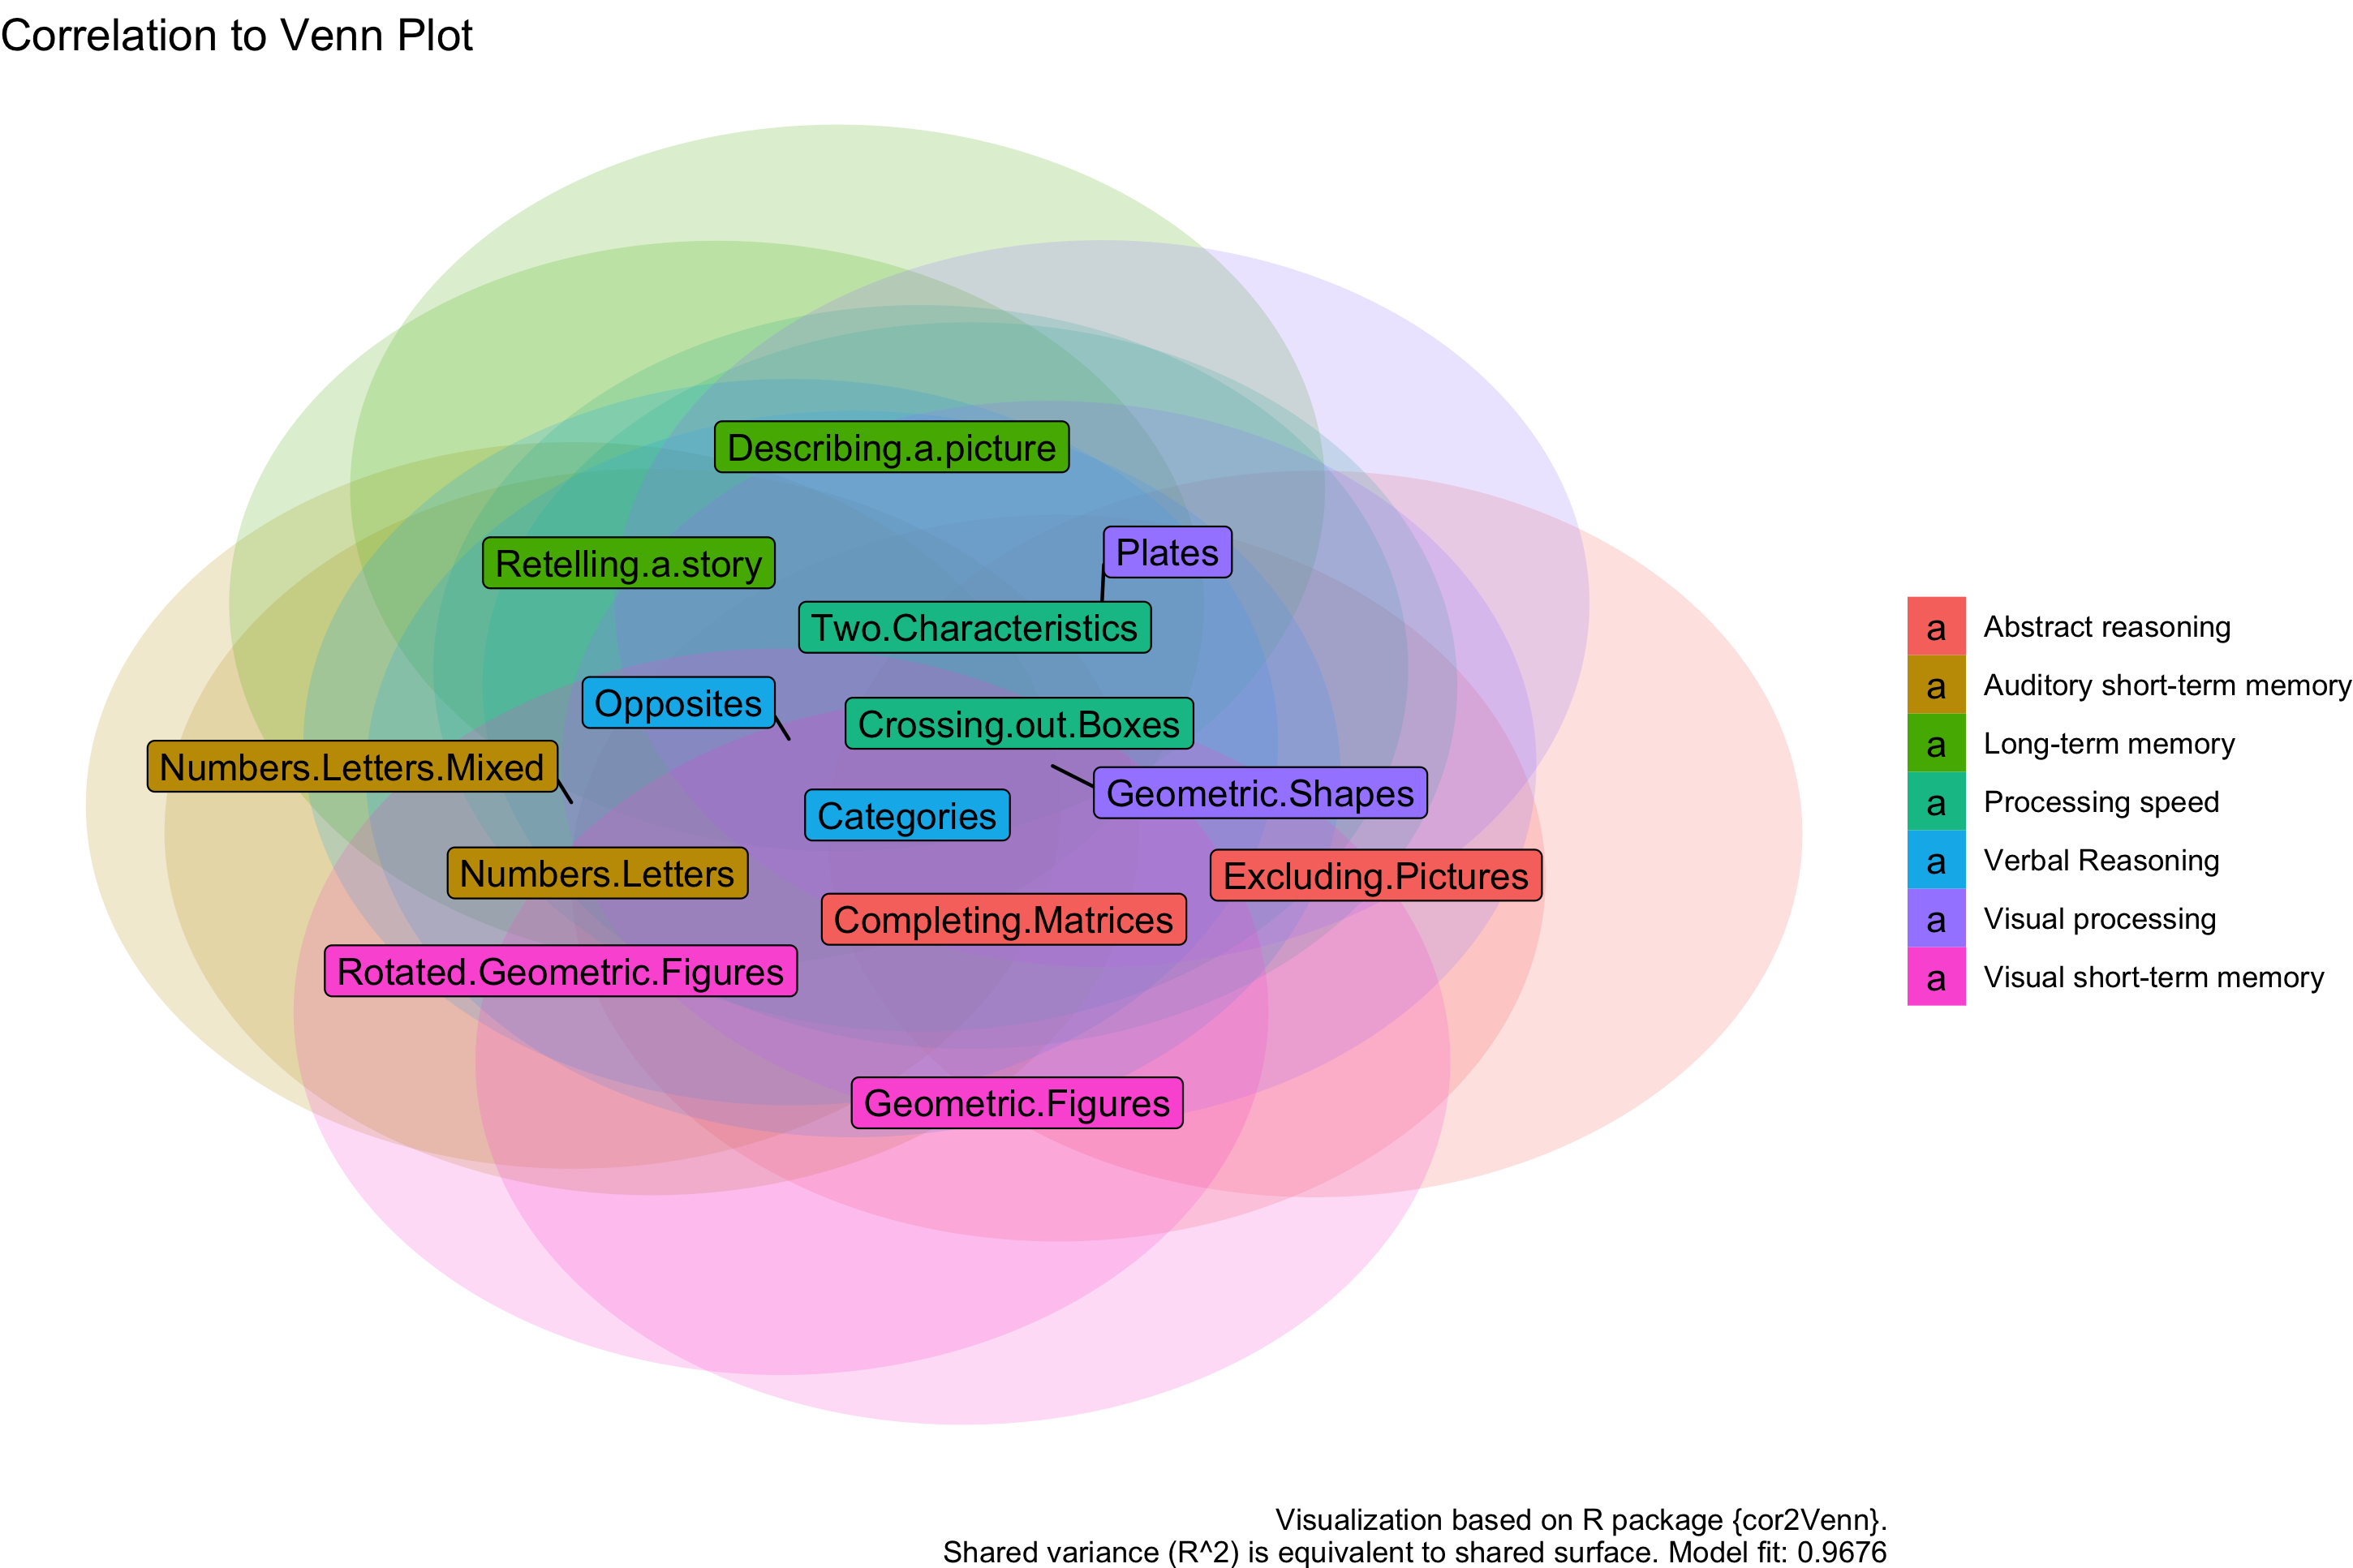 Correlation to Venn Plot
Describing.a.picture
Plates
Retelling.a.story
Two.Characteristics
Opposites
Crossing.out.Boxes
Numbers.Letters.Mixed
Geometric.Shapes
Categories
Numbers.Letters
Excluding.Pictures
Completing.Matrices
Rotated.Geometric.Figures
Geometric.Figures
a Abstract reasoning
a Auditory short-term memory
a Long-term memory
a Processing speed
a Verbal Reasoning
a Visual processing
a Visual short-term memory
Visualization based on R package {cor2Venn}.
Shared variance (R^2) is equivalent to shared surface. Model fit: 0.9676